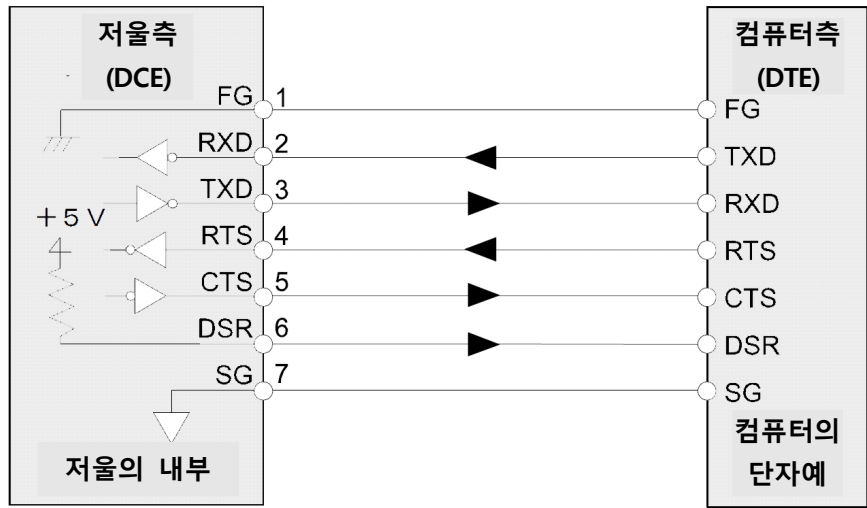 저울측
(DCE)
컴퓨터측
(DTE)
FG 1 FG
RXD 2 TXD
TXD 3 RXD
+5V
RTS 4 RTS
CTS 5 CTS
DSR 6 DSR
SG 7 SG
저울의 내부
컴퓨터의
단자예